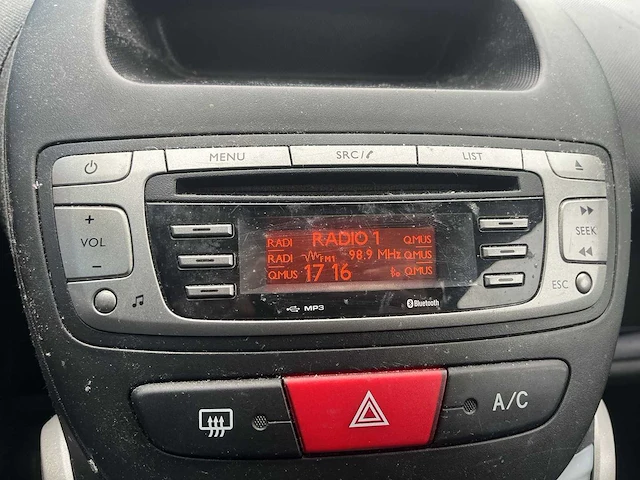 MENU SRC/ LIST
+
VOL
-
RADI RADIO 1 QMUS
RADI FM1 98.9 MHz QMUS
QMUS 17 16 QMUS
SEEK
ESC
MP3 Bluetooth
A/C